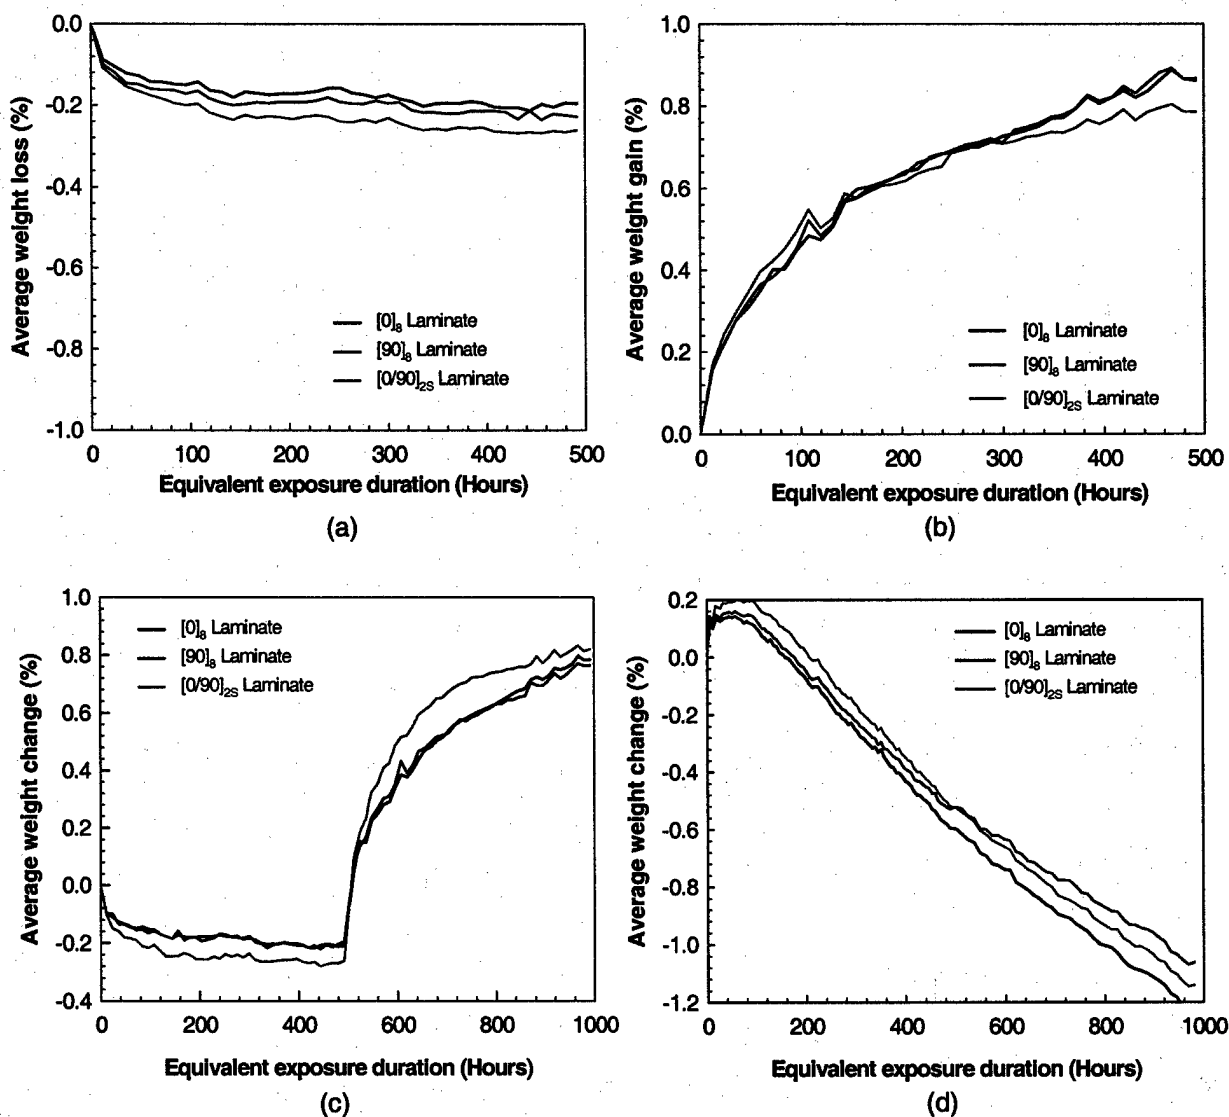 Average weight loss (%)
0.0
-0.2
-0.4
-0.6
-0.8
-1.0
[0]8 Laminate
[90]8 Laminate
[0/90]2S Laminate
0 100 200 300 400 500
Equivalent exposure duration (Hours)
(a)
Average weight gain (%)
1.0
0.8
0.6
0.4
0.2
0.0
[0]8 Laminate
[90]8 Laminate
[0/90]2S Laminate
0 100 200 300 400 500
Equivalent exposure duration (Hours)
(b)
Average weight change (%)
1.0
0.8
0.6
0.4
0.2
0.0
-0.2
-0.4
[0]8 Laminate
[90]8 Laminate
[0/90]2S Laminate
0 200 400 600 800 1000
Equivalent exposure duration (Hours)
(c)
Average weight change (%)
0.2
0.0
-0.2
-0.4
-0.6
-0.8
-1.0
-1.2
[0]8 Laminate
[90]8 Laminate
[0/90]2S Laminate
0 200 400 600 800 1000
Equivalent exposure duration (Hours)
(d)